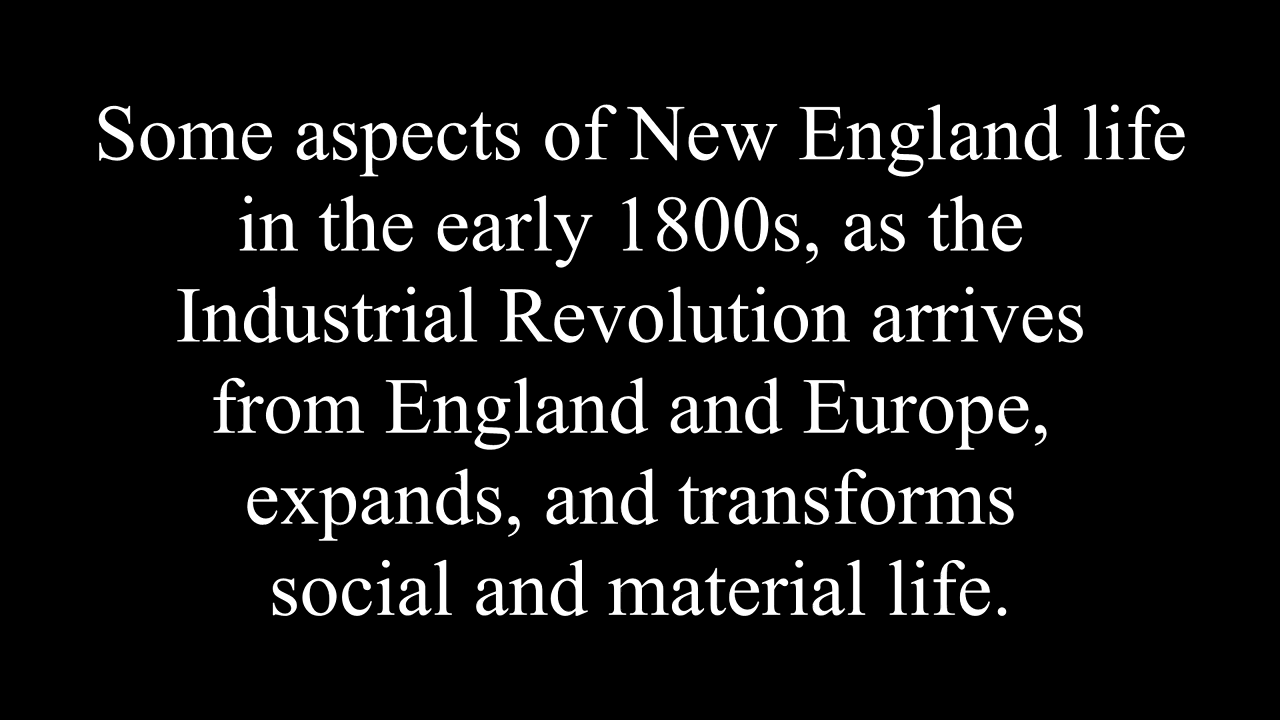 Some aspects of New England life
in the early 1800s, as the
Industrial Revolution arrives
from England and Europe,
expands, and transforms
social and material life.